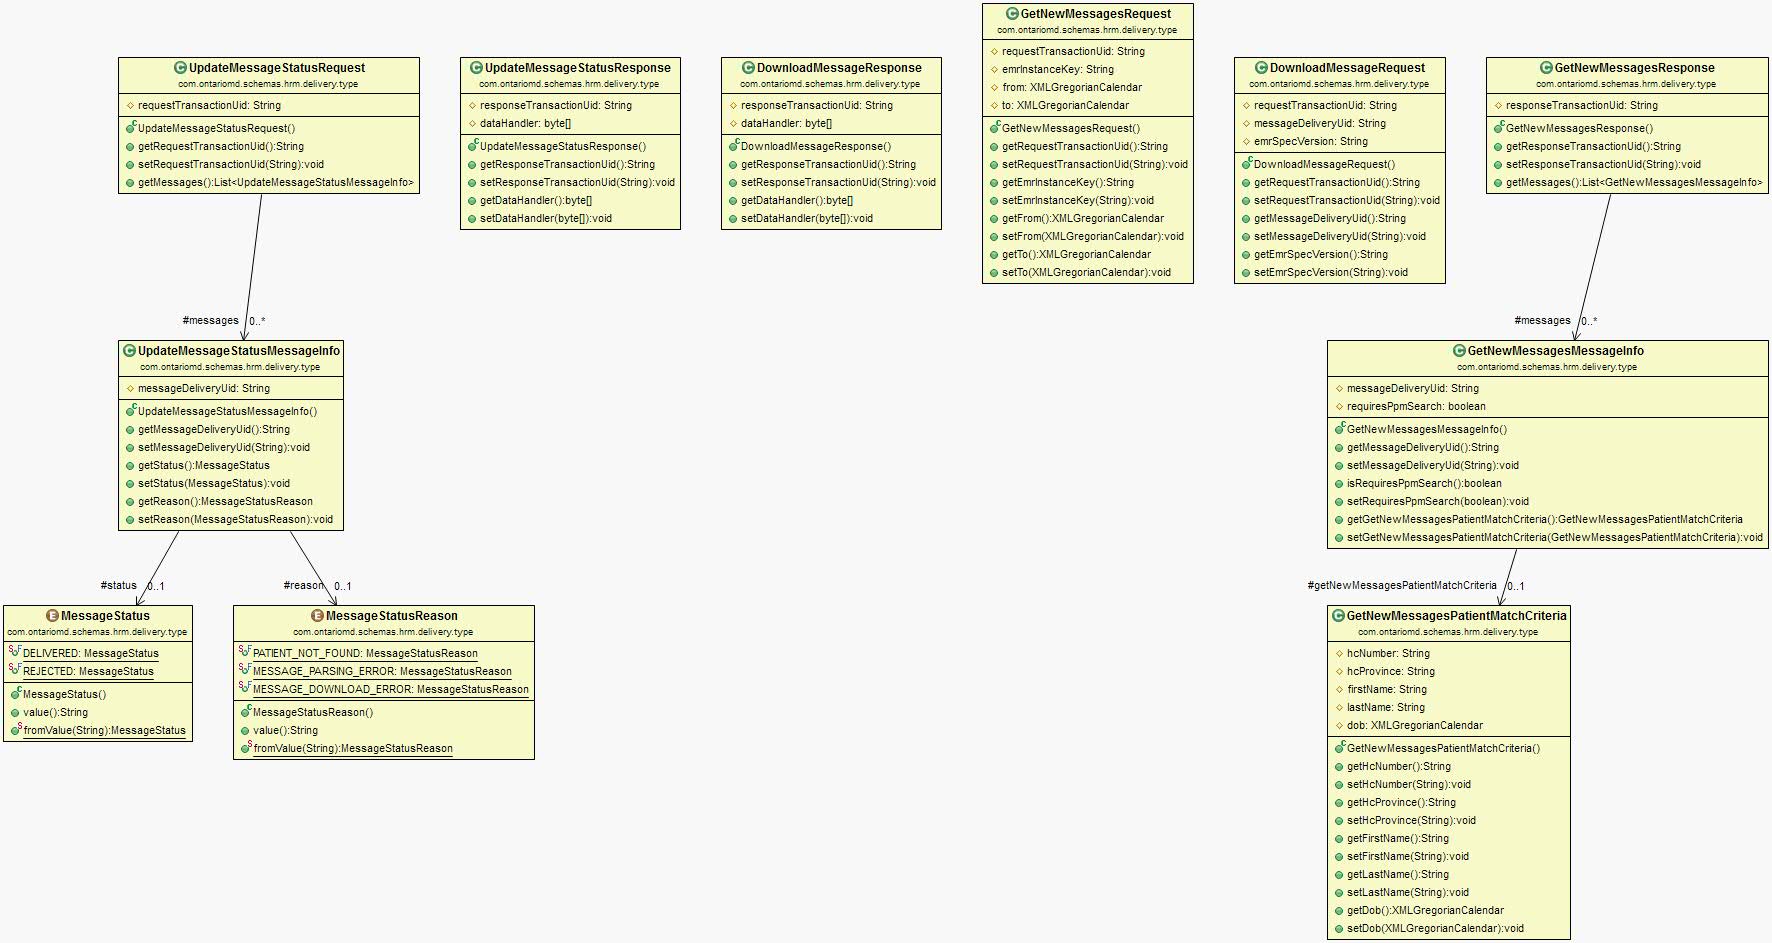 UpdateMessageStatusRequest
com.ontariomd.schemas.hrm.delivery.type
requestTransactionUid: String
UpdateMessageStatusRequest()
getRequestTransactionUid():String
setRequestTransactionUid(String):void
getMessages():List<UpdateMessageStatusMessageInfo>
UpdateMessageStatusResponse
com.ontariomd.schemas.hrm.delivery.type
responseTransactionUid: String
dataHandler: byte[]
UpdateMessageStatusResponse()
getResponseTransactionUid():String
setResponseTransactionUid(String):void
getDataHandler():byte[]
setDataHandler(byte[]):void
DownloadMessageResponse
com.ontariomd.schemas.hrm.delivery.type
responseTransactionUid: String
dataHandler: byte[]
DownloadMessageResponse()
getResponseTransactionUid():String
setResponseTransactionUid(String):void
getDataHandler():byte[]
setDataHandler(byte[]):void
GetNewMessagesRequest
com.ontariomd.schemas.hrm.delivery.type
requestTransactionUid: String
emrInstanceKey: String
from: XMLGregorianCalendar
to: XMLGregorianCalendar
GetNewMessagesRequest()
getRequestTransactionUid():String
setRequestTransactionUid(String):void
getEmrInstanceKey():String
setEmrInstanceKey(String):void
getFrom():XMLGregorianCalendar
setFrom(XMLGregorianCalendar):void
getTo():XMLGregorianCalendar
setTo(XMLGregorianCalendar):void
DownloadMessageRequest
com.ontariomd.schemas.hrm.delivery.type
requestTransactionUid: String
messageDeliveryUid: String
emrSpecVersion: String
DownloadMessageRequest()
getRequestTransactionUid():String
setRequestTransactionUid(String):void
getMessageDeliveryUid():String
setMessageDeliveryUid(String):void
getEmrSpecVersion():String
setEmrSpecVersion(String):void
GetNewMessagesResponse
com.ontariomd.schemas.hrm.delivery.type
responseTransactionUid: String
GetNewMessagesResponse()
getResponseTransactionUid():String
setResponseTransactionUid(String):void
getMessages():List<GetNewMessagesMessageInfo>
#messages 0..*
UpdateMessageStatusMessageInfo
com.ontariomd.schemas.hrm.delivery.type
messageDeliveryUid: String
UpdateMessageStatusMessageInfo()
getMessageDeliveryUid():String
setMessageDeliveryUid(String):void
getStatus():MessageStatus
setStatus(MessageStatus):void
getReason():MessageStatusReason
setReason(MessageStatusReason):void
#messages 0..*
GetNewMessagesMessageInfo
com.ontariomd.schemas.hrm.delivery.type
messageDeliveryUid: String
requiresPpmSearch: boolean
GetNewMessagesMessageInfo()
getMessageDeliveryUid():String
setMessageDeliveryUid(String):void
isRequiresPpmSearch():boolean
setRequiresPpmSearch(boolean):void
getGetNewMessagesPatientMatchCriteria():GetNewMessagesPatientMatchCriteria
setGetNewMessagesPatientMatchCriteria(GetNewMessagesPatientMatchCriteria):void
#status 0..1
MessageStatus
com.ontariomd.schemas.hrm.delivery.type
DELIVERED: MessageStatus
REJECTED: MessageStatus
MessageStatus()
value():String
fromValue(String):MessageStatus
#reason 0..1
MessageStatusReason
com.ontariomd.schemas.hrm.delivery.type
PATIENT_NOT_FOUND: MessageStatusReason
MESSAGE_PARSING_ERROR: MessageStatusReason
MESSAGE_DOWNLOAD_ERROR: MessageStatusReason
MessageStatusReason()
value():String
fromValue(String):MessageStatusReason
#getNewMessagesPatientMatchCriteria 0..1
GetNewMessagesPatientMatchCriteria
com.ontariomd.schemas.hrm.delivery.type
hcNumber: String
hcProvince: String
firstName: String
lastName: String
dob: XMLGregorianCalendar
GetNewMessagesPatientMatchCriteria()
getHcNumber():String
setHcNumber(String):void
getHcProvince():String
setHcProvince(String):void
getFirstName():String
setFirstName(String):void
getLastName():String
setLastName(String):void
getDob():XMLGregorianCalendar
setDob(XMLGregorianCalendar):void